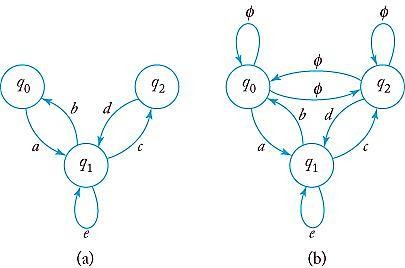 ϕ ϕ
q0 q2 q0 ϕ q2
ϕ
b d b d
a c a c
q1 q1
e e
(a) (b)